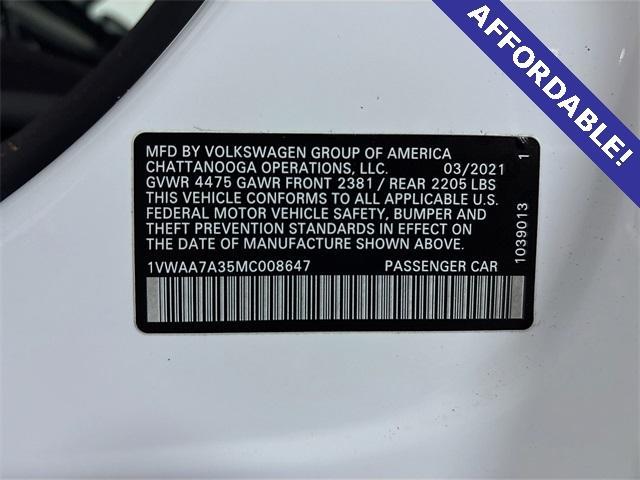 AFFORDABLE!
MFD BY VOLKSWAGEN GROUP OF AMERICA
CHATTANOOGA OPERATIONS, LLC. 03/2021
GVWR 4475 GAWR FRONT 2381 / REAR 2205 LBS
THIS VEHICLE CONFORMS TO ALL APPLICABLE U.S.
FEDERAL MOTOR VEHICLE SAFETY, BUMPER AND
THEFT PREVENTION STANDARDS IN EFFECT ON
THE DATE OF MANUFACTURE SHOWN ABOVE.
1VWAA7A35MC008647 PASSENGER CAR
1039013 1